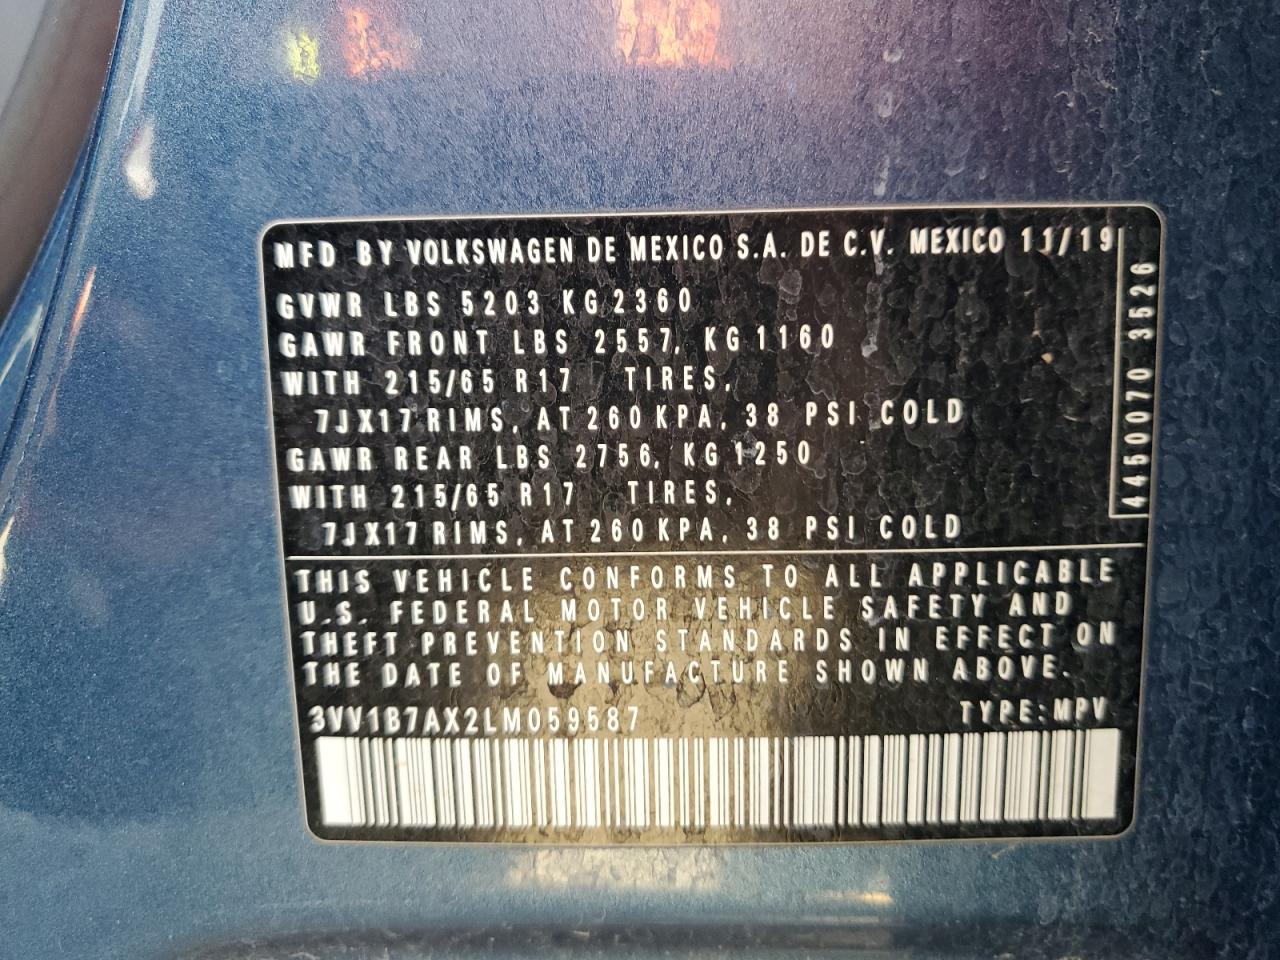 MFD BY VOLKSWAGEN DE MEXICO S.A. DE C.V. MEXICO 11/19
GVWR LBS 5203 KG 2360
GAWR FRONT LBS 2557, KG 1160
WITH 215/65 R17 TIRES,
7JX17 RIMS, AT 260 KPA, 38 PSI COLD
GAWR REAR LBS 2756, KG 1250
WITH 215/65 R17 TIRES,
7JX17 RIMS, AT 260 KPA, 38 PSI COLD
4450070 3526
THIS VEHICLE CONFORMS TO ALL APPLICABLE
U.S. FEDERAL MOTOR VEHICLE SAFETY AND
THEFT PREVENTION STANDARDS IN EFFECT ON
THE DATE OF MANUFACTURE SHOWN ABOVE.
3VV1B7AX2LM059587 TYPE: MPV